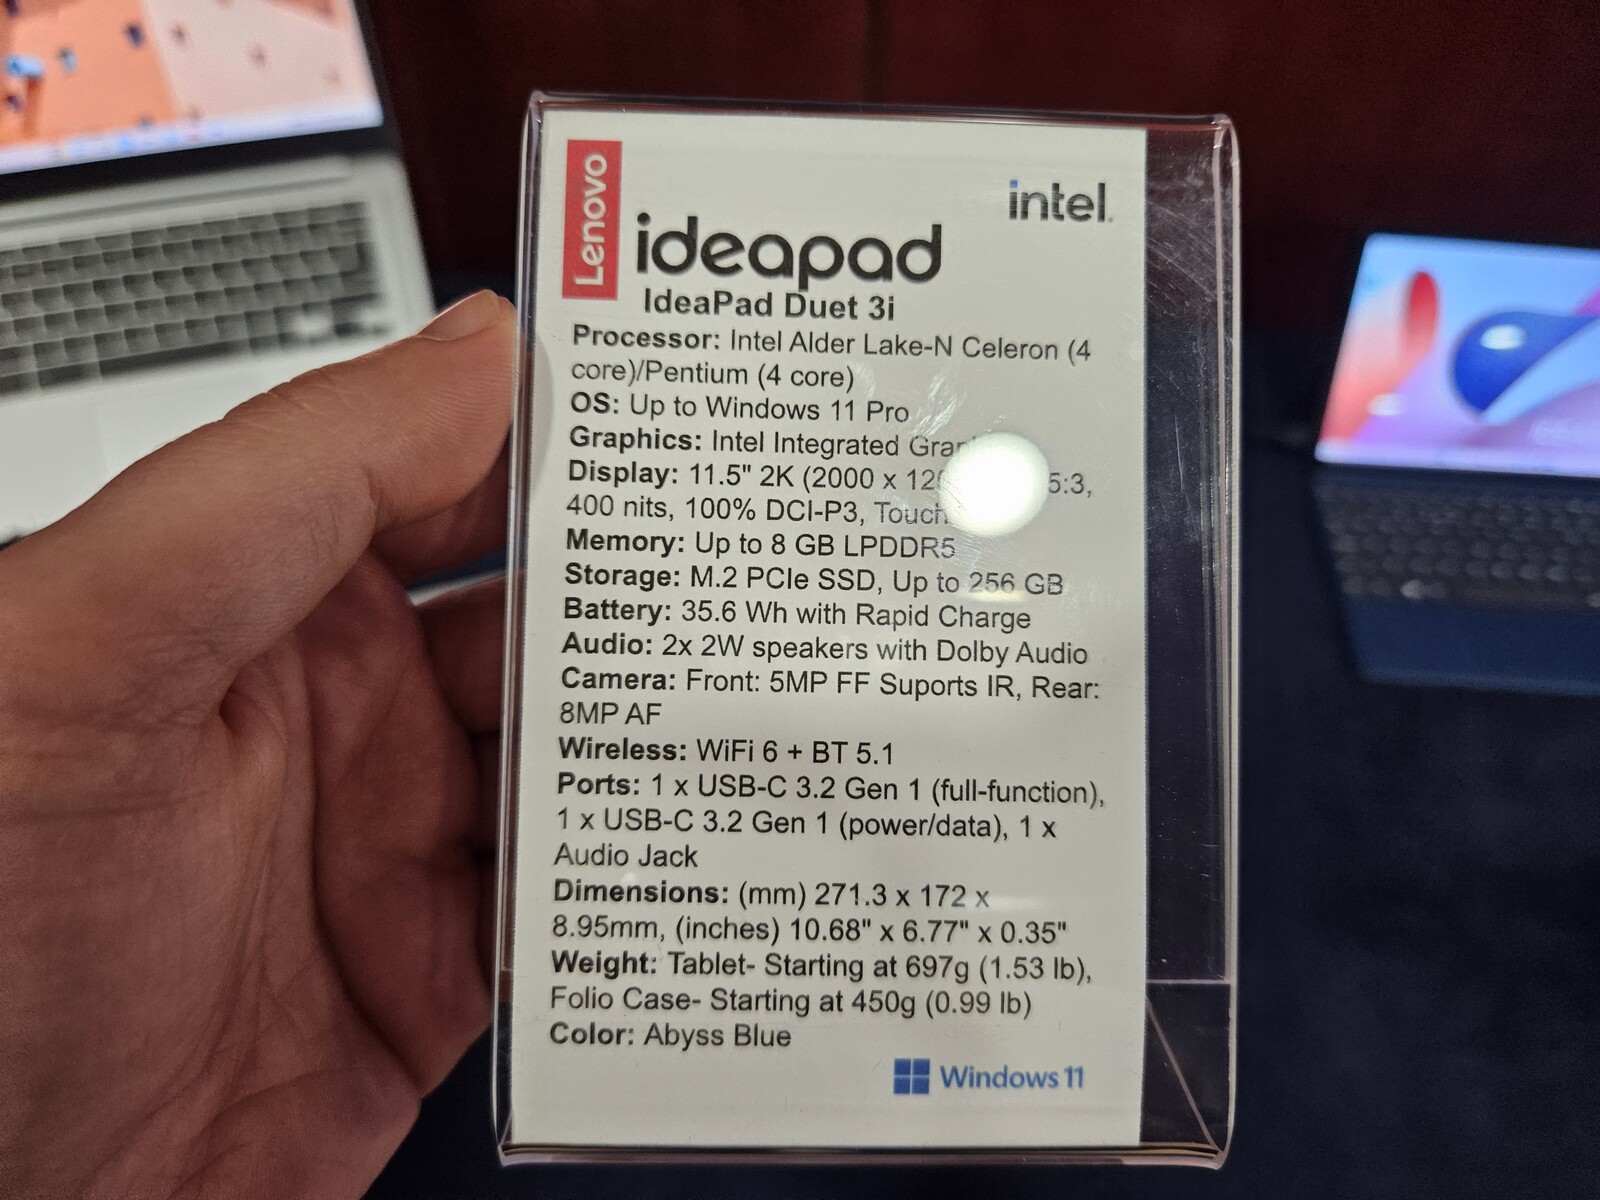 Lenovo
intel.
ideapad
IdeaPad Duet 3i
Processor: Intel Alder Lake-N Celeron (4
core)/Pentium (4 core)
OS: Up to Windows 11 Pro
Graphics: Intel Integrated
Display: 11.5" 2K (2000 x 5:3,
400 nits, 100% DCI-P3, Touch
Memory: Up to 8 GB LPDDR5
Storage: M.2 PCIe SSD, Up to 256 GB
Battery: 35.6 Wh with Rapid Charge
Audio: 2x 2W speakers with Dolby Audio
Camera: Front: 5MP FF Suports IR, Rear:
8MP AF
Wireless: WiFi 6 + BT 5.1
Ports: 1 x USB-C 3.2 Gen 1 (full-function),
1 x USB-C 3.2 Gen 1 (power/data), 1 x
Audio Jack
Dimensions: (mm) 271.3 x 172 x
8.95mm, (inches) 10.68" x 6.77" x 0.35"
Weight: Tablet- Starting at 697g (1.53 lb),
Folio Case- Starting at 450g (0.99 lb)
Color: Abyss Blue
Windows 11